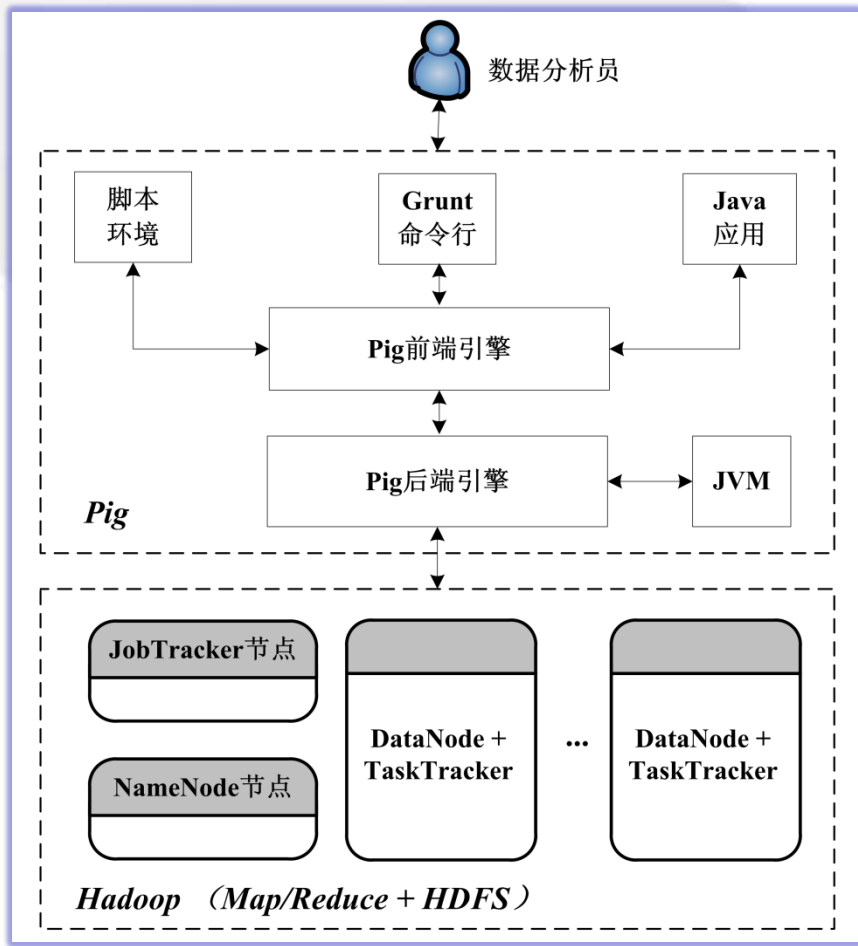 数据分析员
脚本
环境
Grunt
命令行
Java
应用
Pig前端引擎
Pig后端引擎
JVM
Pig
JobTracker节点
NameNode节点
DataNode +
TaskTracker
...
DataNode +
TaskTracker
Hadoop （Map/Reduce + HDFS）